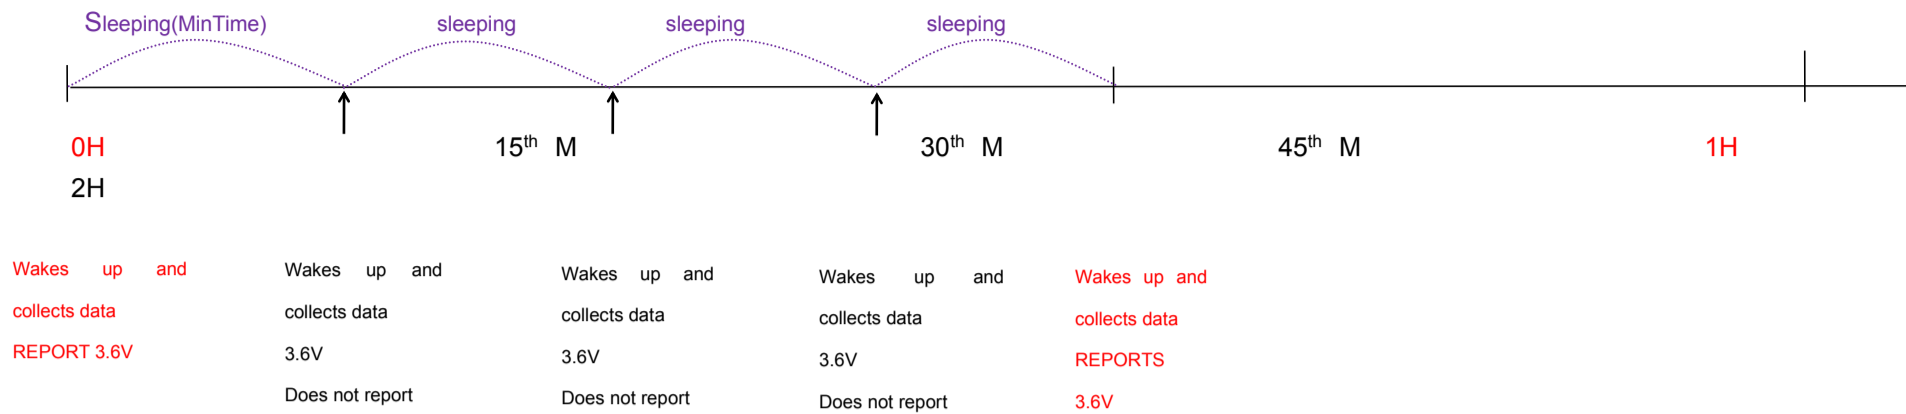 Sleeping(MinTime) sleeping sleeping sleeping
0H 15th M 30th M 45th M 1H
2H
Wakes up and
collects data
REPORT 3.6V
Wakes up and
collects data
3.6V
Does not report
Wakes up and
collects data
3.6V
Does not report
Wakes up and
collects data
3.6V
Does not report
Wakes up and
collects data
REPORTS
3.6V